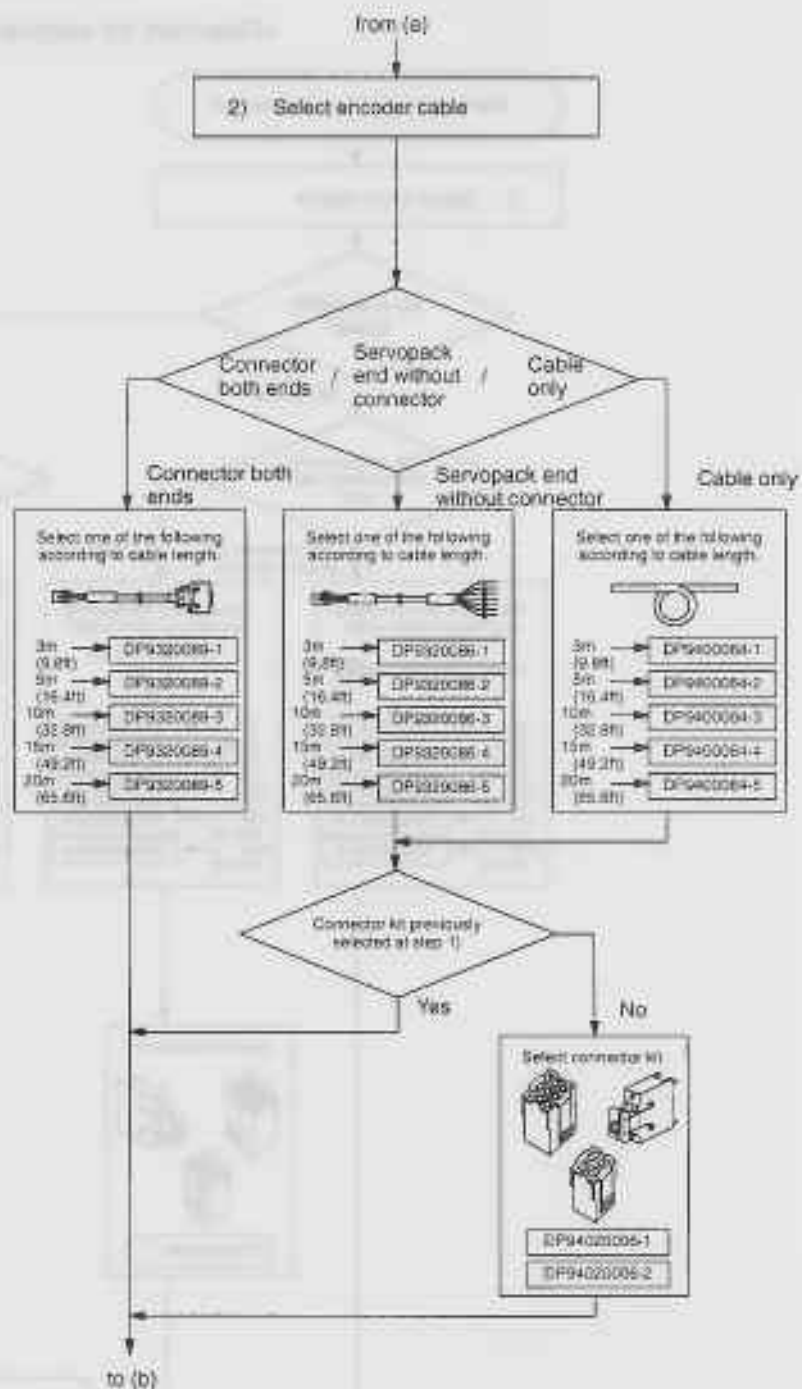 from (a)
2) Select encoder cable
Connector
both ends
/
Servopack
end without
connector
/
Cable
only
Connector both
ends
Servopack end
without connector
Cable only
Select one of the following
according to cable length.
3m
(9.8ft)
DP9320089-1
5m
(16.4ft)
DP9320089-2
10m
(32.8ft)
DP9320089-3
15m
(49.2ft)
DP9320089-4
20m
(65.6ft)
DP9320089-5
Select one of the following
according to cable length.
3m
(9.8ft)
DP9320086-1
5m
(16.4ft)
DP9320086-2
10m
(32.8ft)
DP9320086-3
15m
(49.2ft)
DP9320086-4
20m
(65.6ft)
DP9320086-5
Select one of the following
according to cable length.
3m
(9.8ft)
DP9400064-1
5m
(16.4ft)
DP9400064-2
10m
(32.8ft)
DP9400064-3
15m
(49.2ft)
DP9400064-4
20m
(65.6ft)
DP9400064-5
Connector kit previously
selected at step 1)
Yes
No
Select connector kit
DP94020006-1
DP94020006-2
to (b)